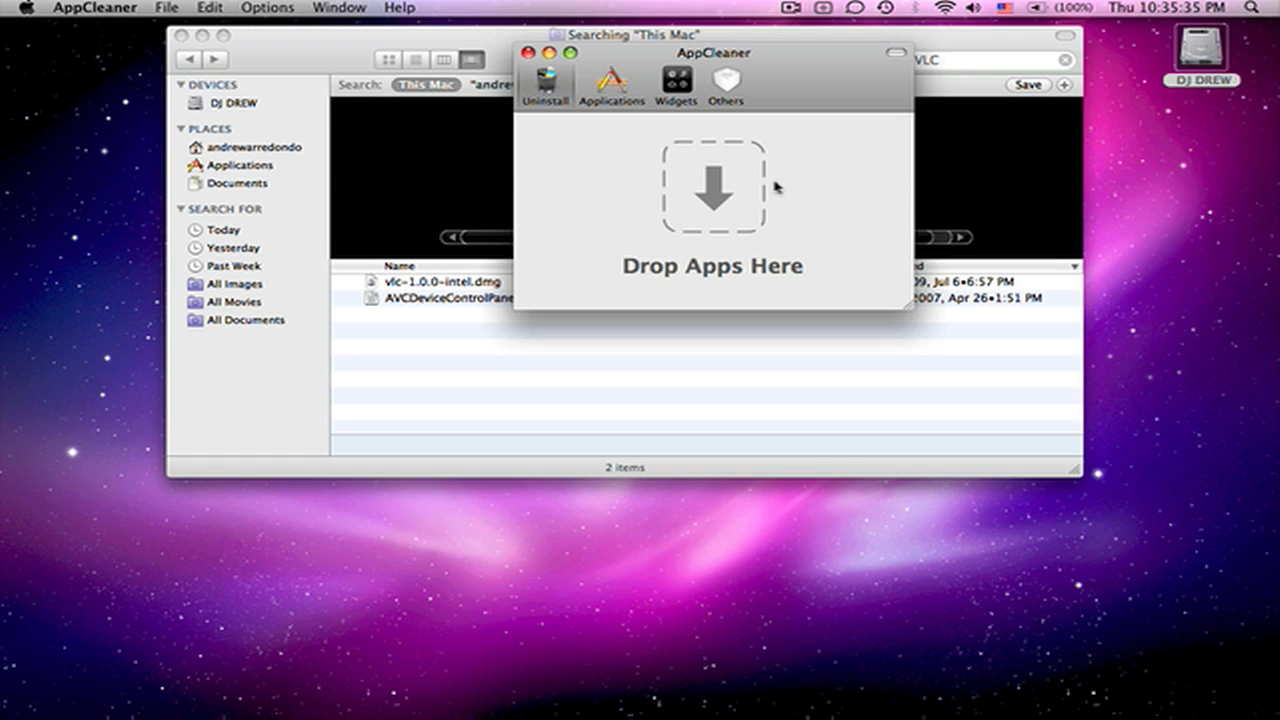 AppCleaner File Edit Options Window Help (100%) Thu 10:35:35 PM
Searching "This Mac"
AppCleaner
VLC
DEVICES
DJ DREW
PLACES
andrewarredondo
Applications
Documents
SEARCH FOR
Today
Yesterday
Past Week
All Images
All Movies
All Documents
Search: This Mac "andre
Save
Uninstall Applications Widgets Others
Drop Apps Here
Name
vlc-1.0.0-intel.dmg
09, Jul 6•6:57 PM
AVCDeviceControlPane
2007, Apr 26•1:51 PM
2 items
DJ DREW